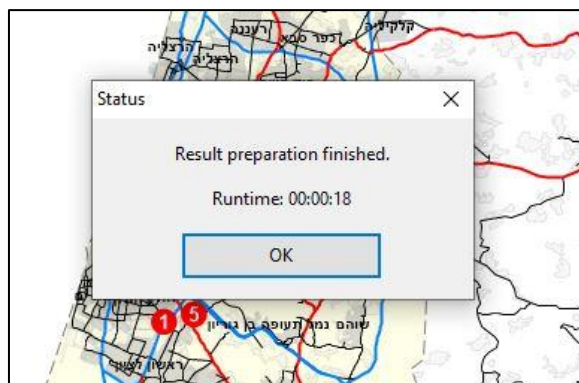 רעננה
כפר סבא
קלקיליה
הרצליה
הרצליה
Status
Result preparation finished.
Runtime: 00:00:18
OK
1
5
שוהם נמל תעופה בן גוריון
ראשון לציון